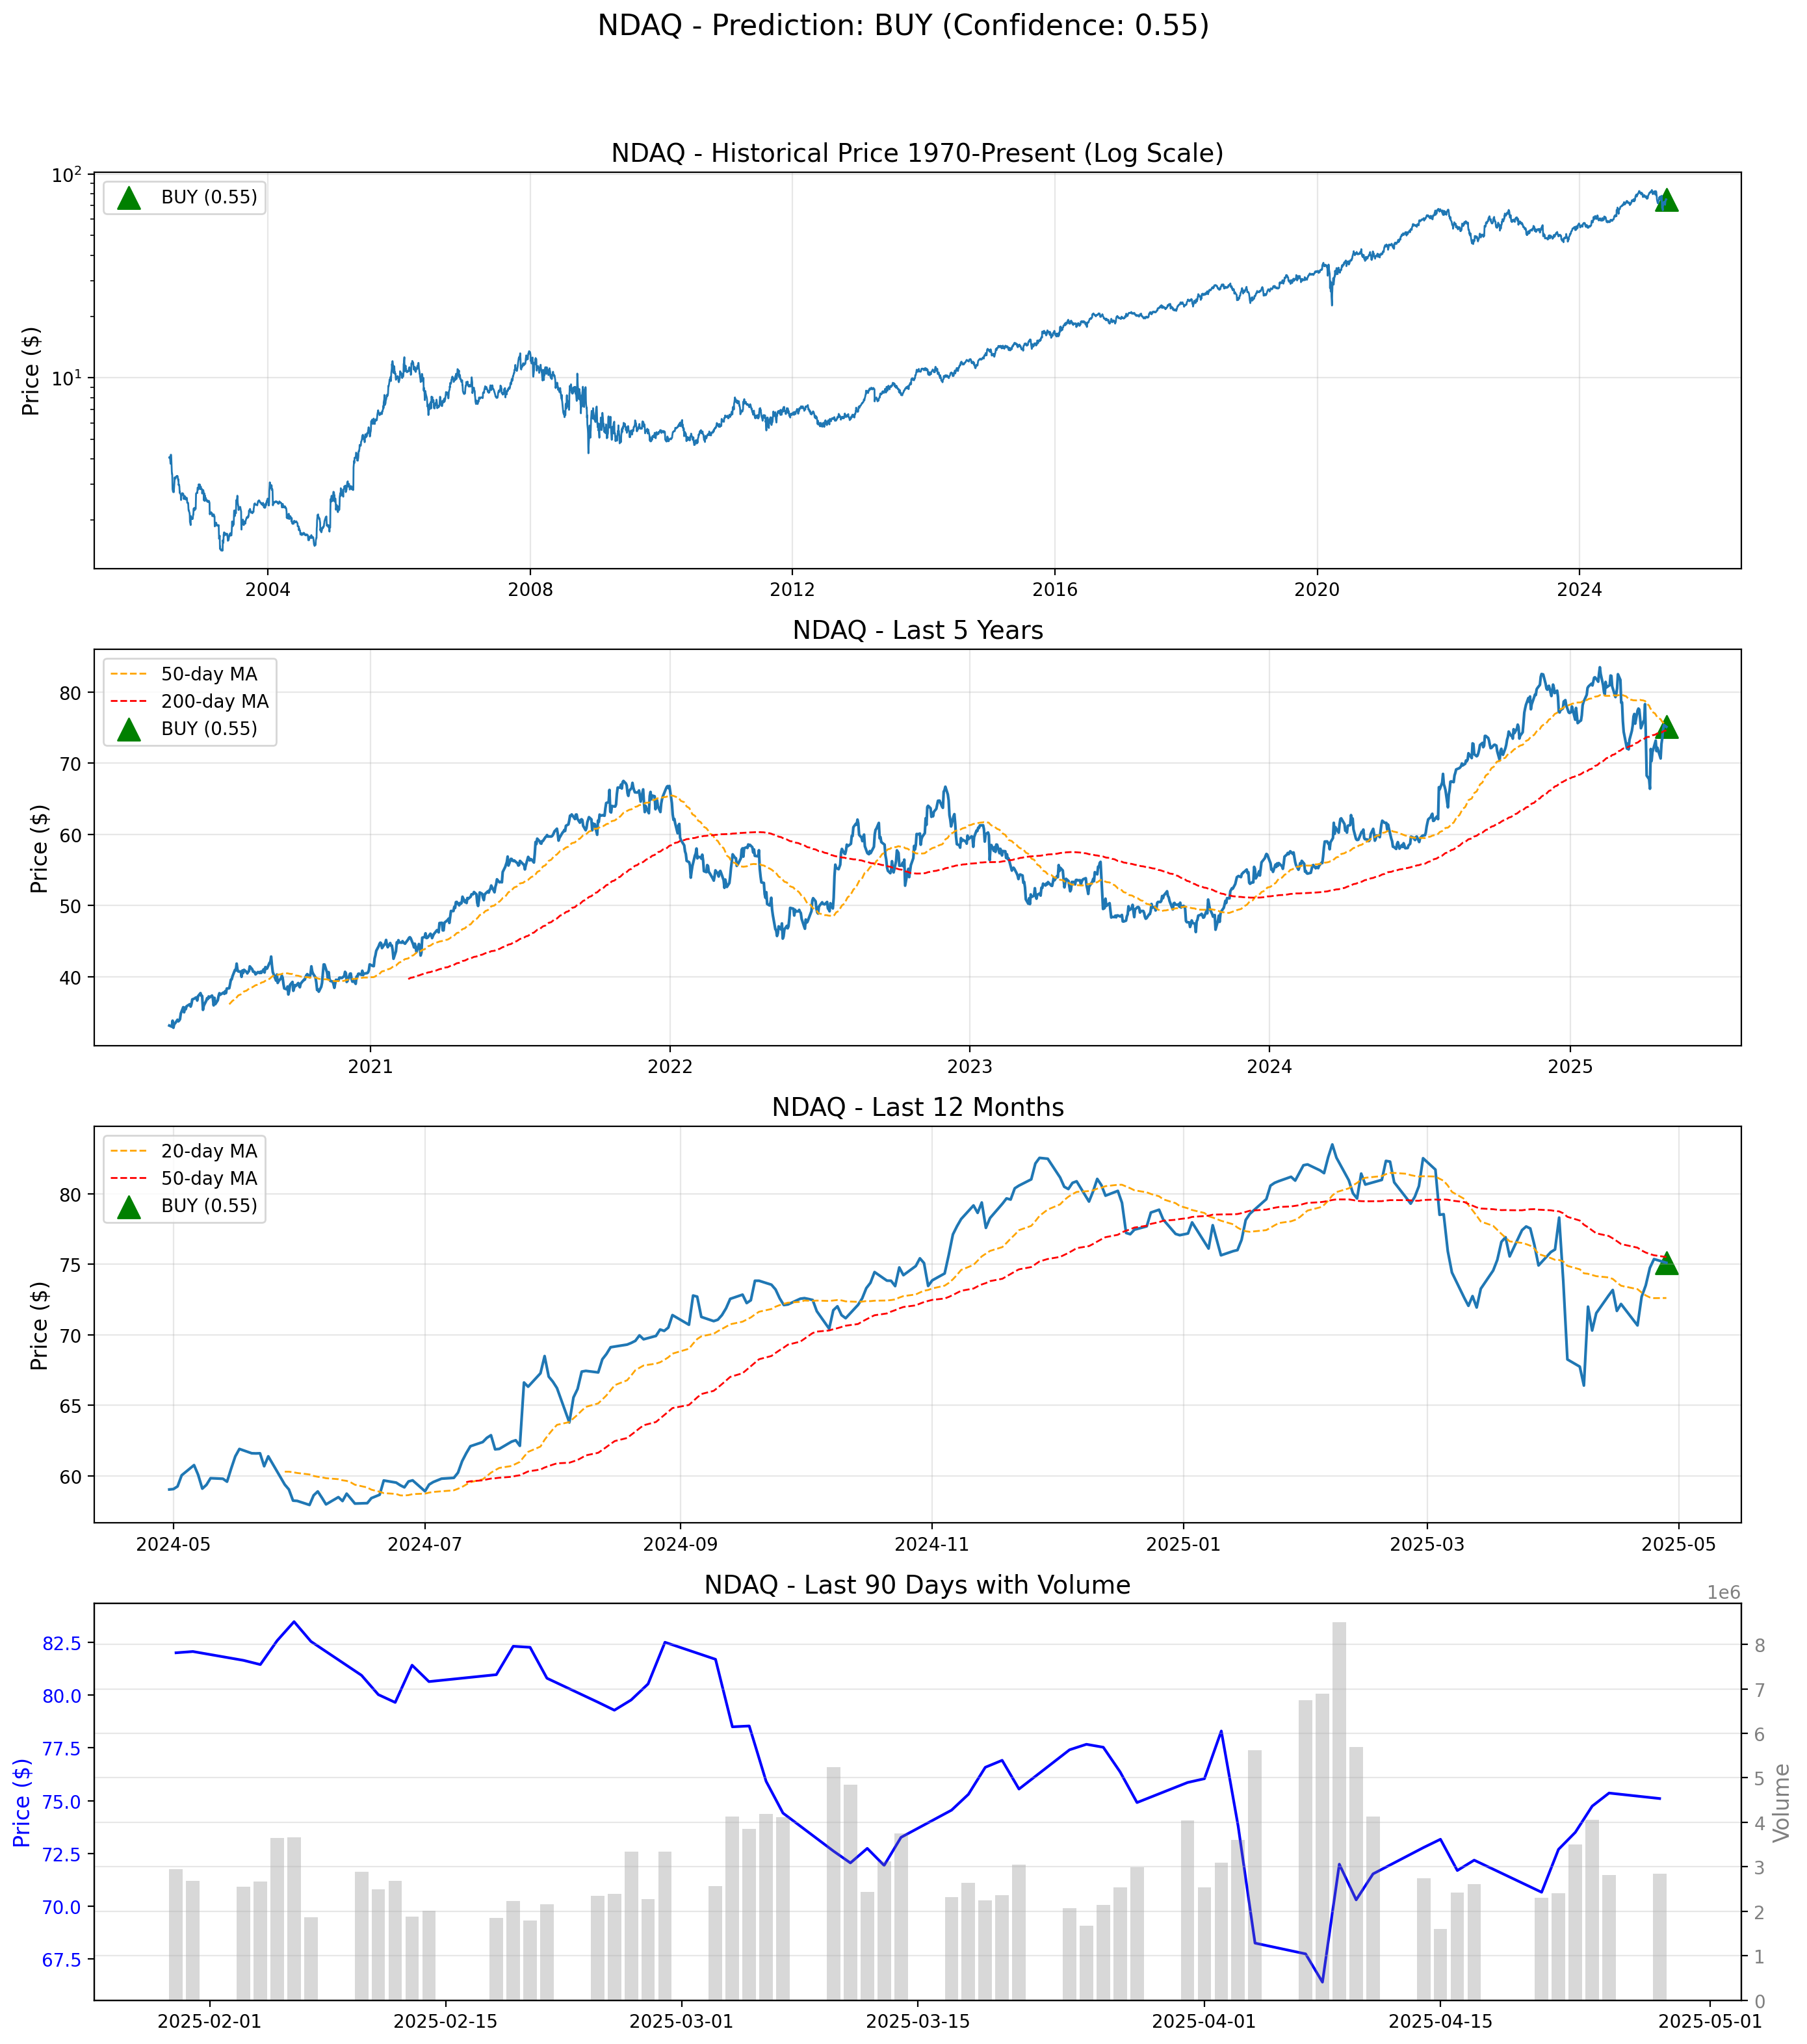 NDAQ - Prediction: BUY (Confidence: 0.55)
NDAQ - Historical Price 1970-Present (Log Scale)
BUY (0.55)
Price ($)
10²
10¹
2004 2008 2012 2016 2020 2024
NDAQ - Last 5 Years
50-day MA
200-day MA
BUY (0.55)
Price ($)
80
70
60
50
40
2021 2022 2023 2024 2025
NDAQ - Last 12 Months
20-day MA
50-day MA
BUY (0.55)
Price ($)
80
75
70
65
60
2024-05 2024-07 2024-09 2024-11 2025-01 2025-03 2025-05
NDAQ - Last 90 Days with Volume
1e6
Price ($)
82.5
80.0
77.5
75.0
72.5
70.0
67.5
8
7
6
5
4
3
2
1
0
Volume
2025-02-01 2025-02-15 2025-03-01 2025-03-15 2025-04-01 2025-04-15 2025-05-01